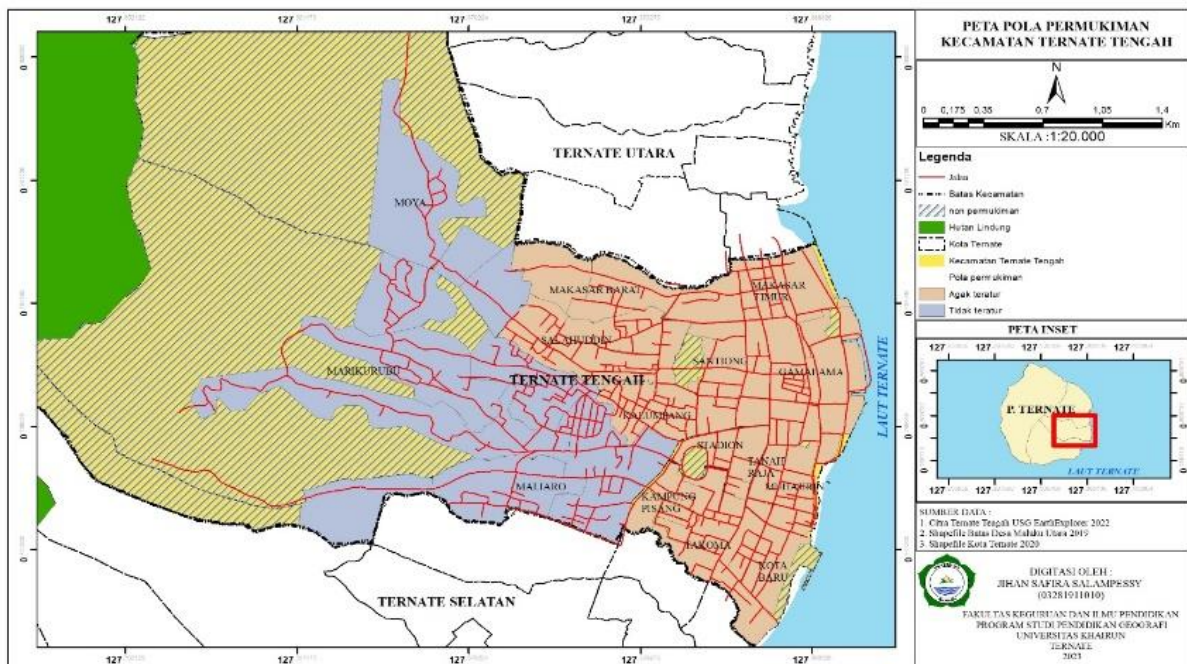 PETA POLA PERMUKIMAN
KECAMATAN TERNATE TENGAH
N
0 0,175 0,35 0,7 1,05 1,4
Km
SKALA :1:20.000
Legenda
Jalan
Batas Kecamatan
non permukiman
Hutan Lindung
Kota Ternate
Kecamatan Ternate Tengah
Pola permukiman
Agak teratur
Tidak teratur
PETA INSET
P. TERNATE
LAUT TERNATE
SUMBER DATA :
1. Citra Ternate Tengah USG EarthExplorer 2022
2. Shapefile Batas Desa Maluku Utara 2019
3. Shapefile Kota Ternate 2020
DIGITASI OLEH :
JIHAN SAFIRA SALAMPESSY
(03281911010)
FAKULTAS KEGURUAN DAN ILMU PENDIDIKAN
PROGRAM STUDI PENDIDIKAN GEOGRAFI
UNIVERSITAS KHAIRUN
TERNATE
2023
TERNATE UTARA
MOYA
MAKASAR BARAT
MAKASAR
TIMUR
SALAHUDDIN
SANTIONG
GAMALAMA
MARIKURUBU
TERNATE TENGAH
KALUMPANG
LAUT TERNATE
STADION
TANAH
RAJA
MALIARO
KAMPUNG
PISANG
TAKOMA
KOTA
BARU
TERNATE SELATAN